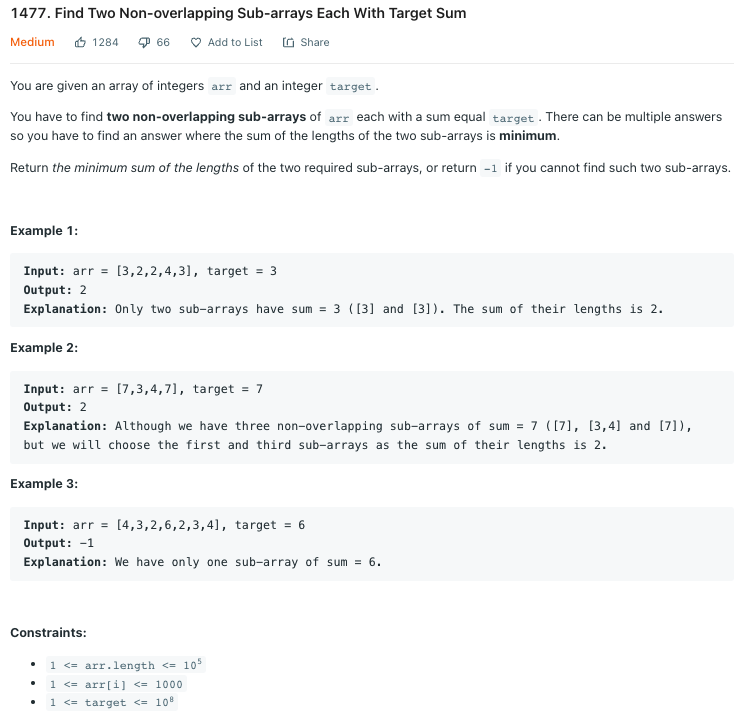 1477. Find Two Non-overlapping Sub-arrays Each With Target Sum
Medium 1284 66 Add to List Share
You are given an array of integers arr and an integer target.
You have to find two non-overlapping sub-arrays of arr each with a sum equal target. There can be multiple answers
so you have to find an answer where the sum of the lengths of the two sub-arrays is minimum.
Return the minimum sum of the lengths of the two required sub-arrays, or return -1 if you cannot find such two sub-arrays.
Example 1:
Input: arr = [3,2,2,4,3], target = 3
Output: 2
Explanation: Only two sub-arrays have sum = 3 ([3] and [3]). The sum of their lengths is 2.
Example 2:
Input: arr = [7,3,4,7], target = 7
Output: 2
Explanation: Although we have three non-overlapping sub-arrays of sum = 7 ([7], [3,4] and [7]),
but we will choose the first and third sub-arrays as the sum of their lengths is 2.
Example 3:
Input: arr = [4,3,2,6,2,3,4], target = 6
Output: -1
Explanation: We have only one sub-array of sum = 6.
Constraints:
• 1 <= arr.length <= 10⁵
• 1 <= arr[i] <= 1000
• 1 <= target <= 10⁸